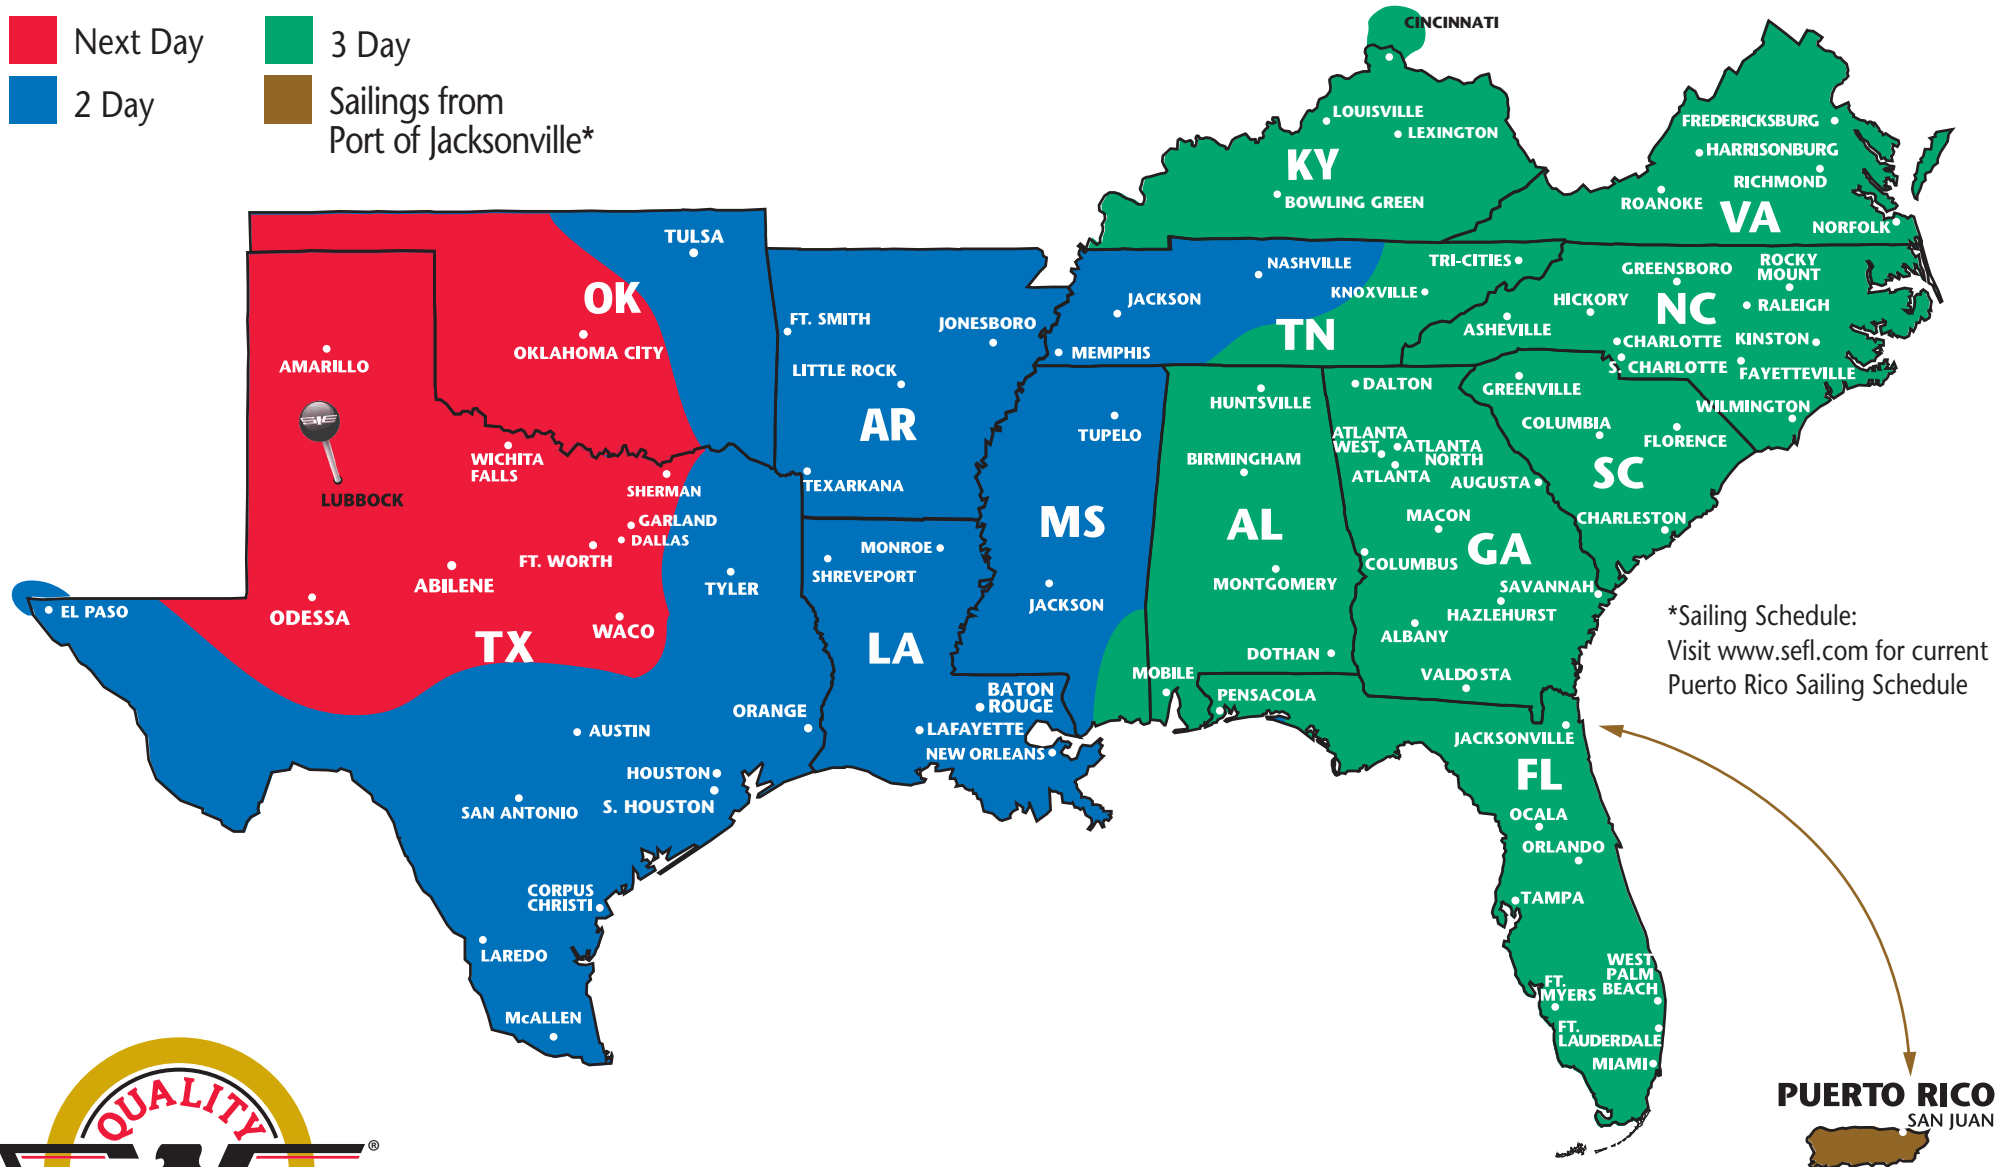 Next Day
3 Day
2 Day
Sailings from
Port of Jacksonville*
CINCINNATI
LOUISVILLE
LEXINGTON
KY
BOWLING GREEN
FREDERICKSBURG
HARRISONBURG
RICHMOND
ROANOKE
VA
NORFOLK
TULSA
OK
OKLAHOMA CITY
AMARILLO
LUBBOCK
WICHITA
FALLS
SHERMAN
GARLAND
DALLAS
FT. WORTH
ABILENE
ODESSA
WACO
TX
EL PASO
TYLER
ORANGE
AUSTIN
HOUSTON
S. HOUSTON
SAN ANTONIO
CORPUS
CHRISTI
LAREDO
McALLEN
FT. SMITH
JONESBORO
LITTLE ROCK
AR
TEXARKANA
MONROE
SHREVEPORT
LA
BATON
ROUGE
LAFAYETTE
NEW ORLEANS
NASHVILLE
JACKSON
MEMPHIS
TRI-CITIES
KNOXVILLE
TN
TUPELO
MS
JACKSON
HUNTSVILLE
BIRMINGHAM
AL
MONTGOMERY
DOTHAN
MOBILE
GREENSBORO
ROCKY
MOUNT
HICKORY
NC
RALEIGH
ASHEVILLE
CHARLOTTE
KINSTON
S. CHARLOTTE
FAYETTEVILLE
WILMINGTON
GREENVILLE
COLUMBIA
FLORENCE
SC
CHARLESTON
DALTON
ATLANTA
WEST
ATLANTA
NORTH
ATLANTA
AUGUSTA
MACON
GA
COLUMBUS
SAVANNAH
HAZLEHURST
ALBANY
VALDOSTA
PENSACOLA
JACKSONVILLE
FL
OCALA
ORLANDO
TAMPA
WEST
PALM
BEACH
FT.
MYERS
FT.
LAUDERDALE
MIAMI
*Sailing Schedule:
Visit www.sefl.com for current
Puerto Rico Sailing Schedule
PUERTO RICO
SAN JUAN
QUALITY
®